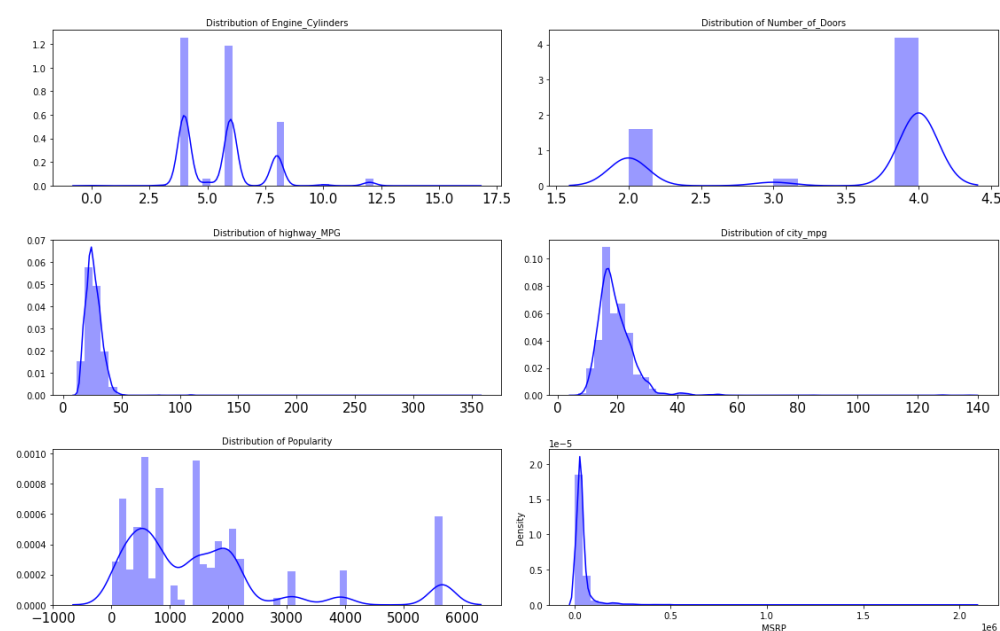 Distribution of Engine_Cylinders
1.2
1.0
0.8
0.6
0.4
0.2
0.0
0.0 2.5 5.0 7.5 10.0 12.5 15.0 17.5
Distribution of Number_of_Doors
4
3
2
1
0
1.5 2.0 2.5 3.0 3.5 4.0 4.5
Distribution of highway_MPG
0.07
0.06
0.05
0.04
0.03
0.02
0.01
0.00
0 50 100 150 200 250 300 350
Distribution of city_mpg
0.10
0.08
0.06
0.04
0.02
0.00
0 20 40 60 80 100 120 140
Distribution of Popularity
0.0010
0.0008
0.0006
0.0004
0.0002
0.0000
−1000 0 1000 2000 3000 4000 5000 6000
1e−5
2.0
1.5
1.0
0.5
0.0
Density
0.0 0.5 1.0 1.5 2.0
MSRP
1e6